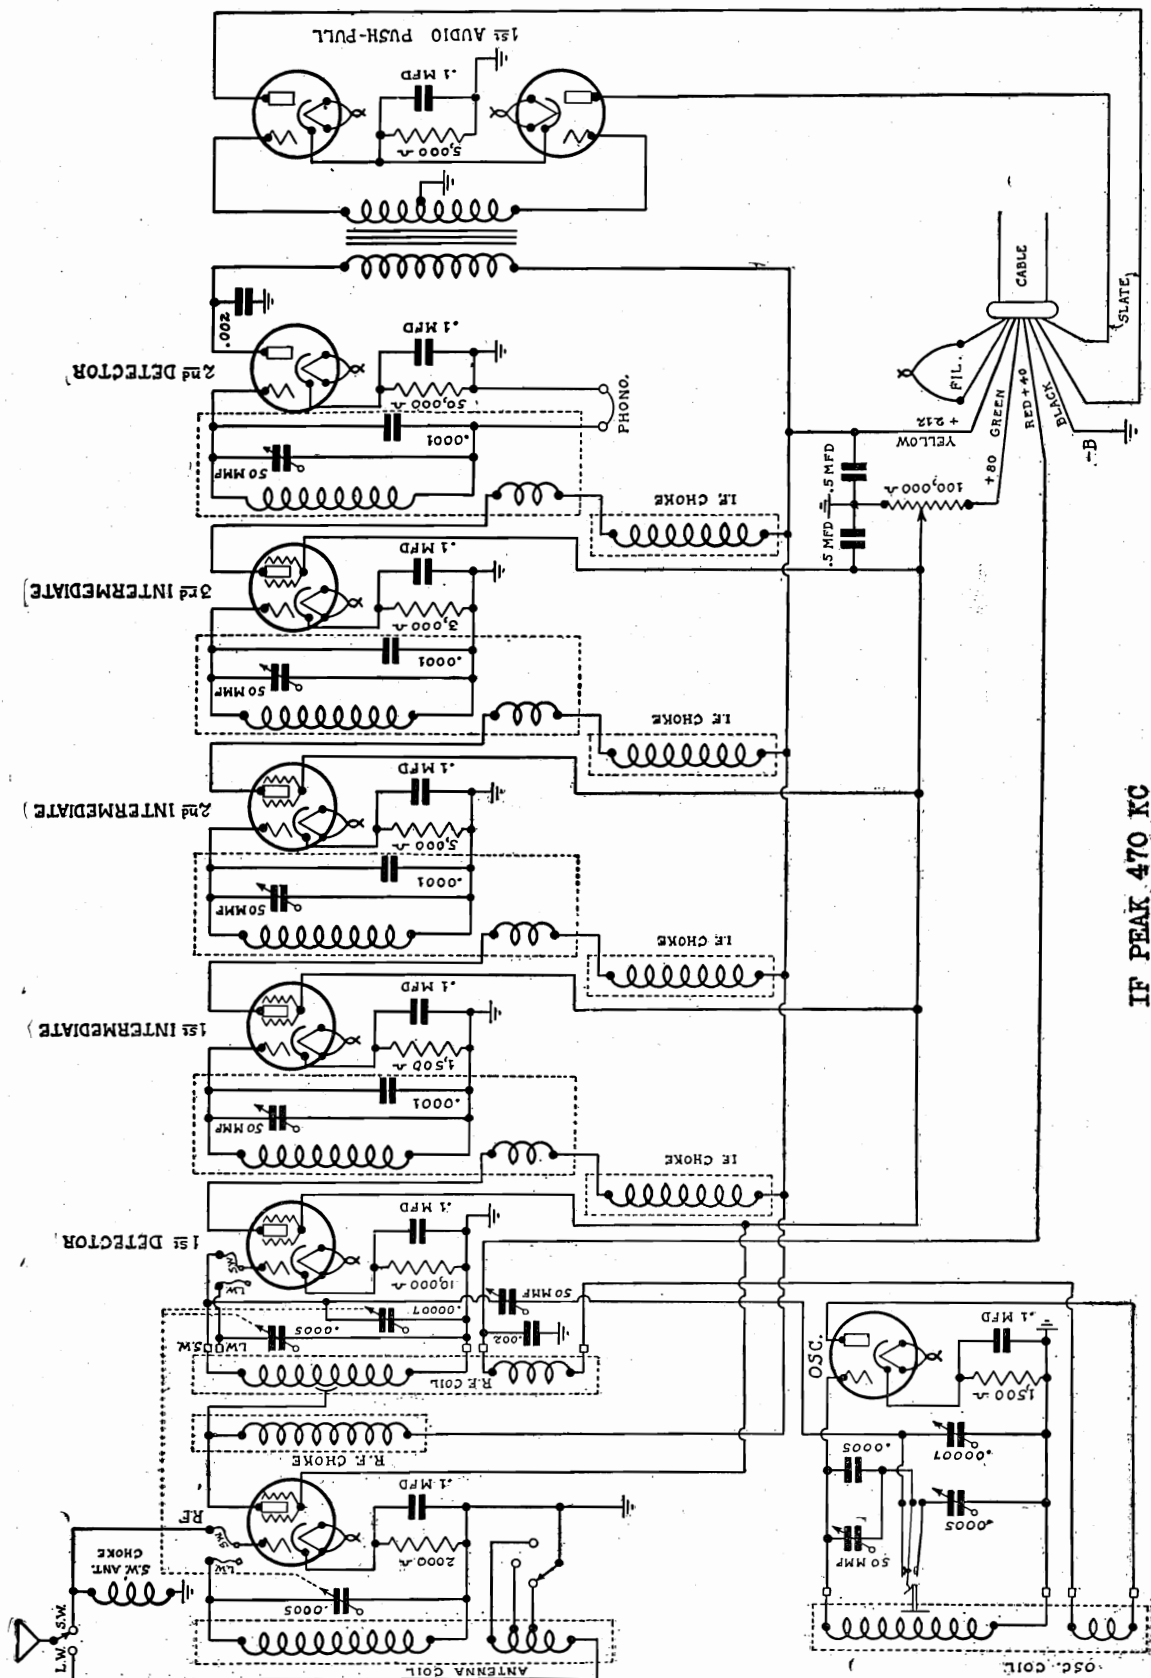 1st AUDIO PUSH-PULL
.1 MFD
5,000 Ω
.002
2nd DETECTOR
.1 MFD
50,000 Ω
.0001
50 MMF
PHONO.
I.F. CHOKE
3rd INTERMEDIATE
.1 MFD
3,000 Ω
.0001
50 MMF
I.F. CHOKE
2nd INTERMEDIATE
.1 MFD
5,000 Ω
.0001
50 MMF
I.F. CHOKE
1st INTERMEDIATE
.1 MFD
1,500 Ω
.0001
50 MMF
I.F. CHOKE
1st DETECTOR
.1 MFD
10,000 Ω
S.W.
L.W.
.00007
.0005
50 MMF
.002
S.W.
L.W.
R.F. COIL
R.F. CHOKE
RF
.1 MFD
2000 Ω
S.W.
L.W.
.0005
S.W. ANT.
CHOKE
L.W.
S.W.
ANTENNA COIL
CABLE
SLATE
FIL.
YELLOW +212
GREEN +80
RED +40
BLACK
-B
.5 MFD
.5 MFD
100,000 Ω
OSC.
.1 MFD
1,500 Ω
.00007
.0005
.0005
50 MMF
OSC. COIL
IF PEAK 470 KC